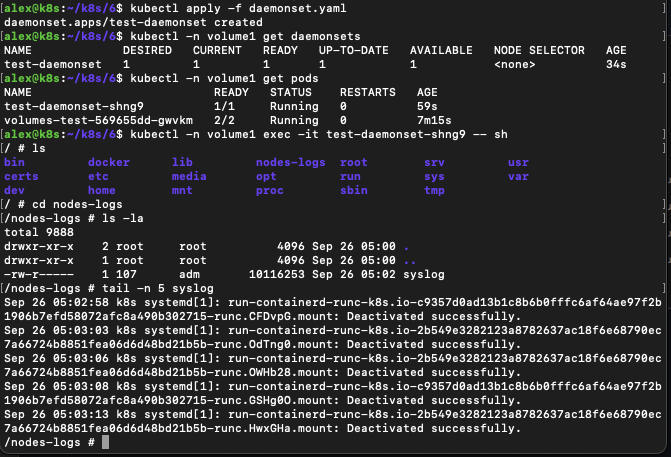 [alex@k8s:~/k8s/6$ kubectl apply -f daemonset.yaml ]
daemonset.apps/test-daemonset created
[alex@k8s:~/k8s/6$ kubectl -n volume1 get daemonsets ]
NAME DESIRED CURRENT READY UP-TO-DATE AVAILABLE NODE SELECTOR AGE
test-daemonset 1 1 1 1 1 <none> 34s
[alex@k8s:~/k8s/6$ kubectl -n volume1 get pods ]
NAME READY STATUS RESTARTS AGE
test-daemonset-shng9 1/1 Running 0 59s
volumes-test-569655dd-gwvkm 2/2 Running 0 7m15s
[alex@k8s:~/k8s/6$ kubectl -n volume1 exec -it test-daemonset-shng9 -- sh ]
[/ # ls ]
bin docker lib nodes-logs root srv usr
certs etc media opt run sys var
dev home mnt proc sbin tmp
[/ # cd nodes-logs ]
[/nodes-logs # ls -la ]
total 9888
drwxr-xr-x 2 root root 4096 Sep 26 05:00 .
drwxr-xr-x 1 root root 4096 Sep 26 05:00 ..
-rw-r----- 1 107 adm 10116253 Sep 26 05:02 syslog
[/nodes-logs # tail -n 5 syslog ]
Sep 26 05:02:58 k8s systemd[1]: run-containerd-runc-k8s.io-c9357d0ad13b1c8b6b0fffc6af64ae97f2b
1906b7efd58072afc8a490b302715-runc.CFDvpG.mount: Deactivated successfully.
Sep 26 05:03:03 k8s systemd[1]: run-containerd-runc-k8s.io-2b549e3282123a8782637ac18f6e68790ec
7a66724b8851fea06d6d48bd21b5b-runc.OdTng0.mount: Deactivated successfully.
Sep 26 05:03:06 k8s systemd[1]: run-containerd-runc-k8s.io-2b549e3282123a8782637ac18f6e68790ec
7a66724b8851fea06d6d48bd21b5b-runc.OWHb28.mount: Deactivated successfully.
Sep 26 05:03:08 k8s systemd[1]: run-containerd-runc-k8s.io-c9357d0ad13b1c8b6b0fffc6af64ae97f2b
1906b7efd58072afc8a490b302715-runc.GSHg0O.mount: Deactivated successfully.
Sep 26 05:03:13 k8s systemd[1]: run-containerd-runc-k8s.io-2b549e3282123a8782637ac18f6e68790ec
7a66724b8851fea06d6d48bd21b5b-runc.HwxGHa.mount: Deactivated successfully.
/nodes-logs #